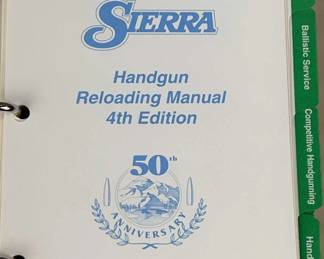 SIERRA
Handgun
Reloading Manual
4th Edition
50th
ANNIVERSARY
Ballistic Service
Competitive Handgunning